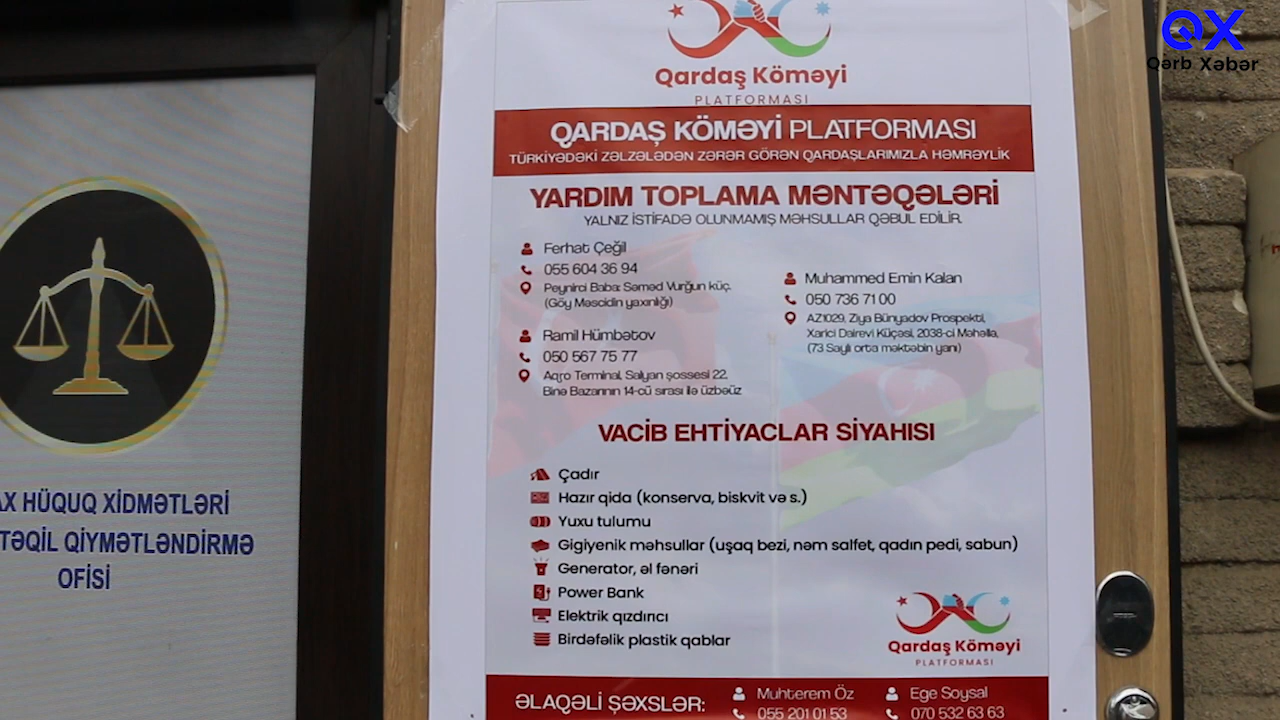 QX
Qərb Xəbər
Qardaş Köməyi
PLATFORMASI
QARDAŞ KÖMƏYİ PLATFORMASI
TÜRKİYƏDƏKİ ZƏLZƏLƏDƏN ZƏRƏR GÖRƏN QARDAŞLARIMIZLA HƏMRƏYLİK
YARDIM TOPLAMA MƏNTƏQƏLƏRİ
YALNIZ İSTİFADƏ OLUNMAMIŞ MƏHSULLAR QƏBUL EDİLİR.
Ferhat Çeğil
055 604 36 94
Peynirci Baba: Səməd Vurğun küç.
(Göy Məscidin yaxınlığı)
Ramil Hümbətov
050 567 75 77
Aqro Terminal, Salyan şossesi 22.
Binə Bazarının 14-cü sırası ilə üzbəüz
Muhammed Emin Kalan
050 736 71 00
AZ1029, Ziya Bünyadov Prospekti,
Xarici Dairevi Küçəsi, 2038-ci Məhəllə,
(73 Saylı orta məktəbin yanı)
VACİB EHTİYACLAR SİYAHISI
Çadır
Hazır qida (konserva, biskvit və s.)
Yuxu tulumu
Gigiyenik məhsullar (uşaq bezi, nəm salfet, qadın pedi, sabun)
Generator, əl fənəri
Power Bank
Elektrik qızdırıcı
Birdəfəlik plastik qablar
Qardaş Köməyi
PLATFORMASI
ƏLAQƏLİ ŞƏXSLƏR:
Muhterem Öz
055 201 01 53
Ege Soysal
070 532 63 63
AX HÜQUQ XİDMƏTLƏRİ
TƏQİL QİYMƏTLƏNDİRMƏ
OFİSİ